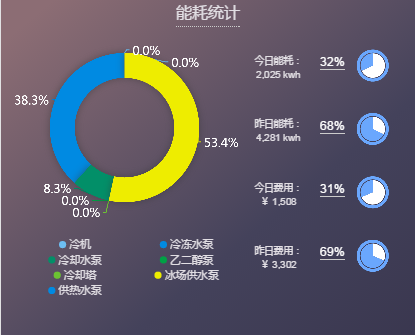 能耗统计
0.0%
0.0%
38.3%
53.4%
8.3%
0.0%
0.0%
冷机
冷冻水泵
冷却水泵
乙二醇泵
冷却塔
冰场供水泵
供热水泵
今日能耗： 32%
2,025 kwh
昨日能耗： 68%
4,281 kwh
今日费用： 31%
¥ 1,508
昨日费用： 69%
¥ 3,302